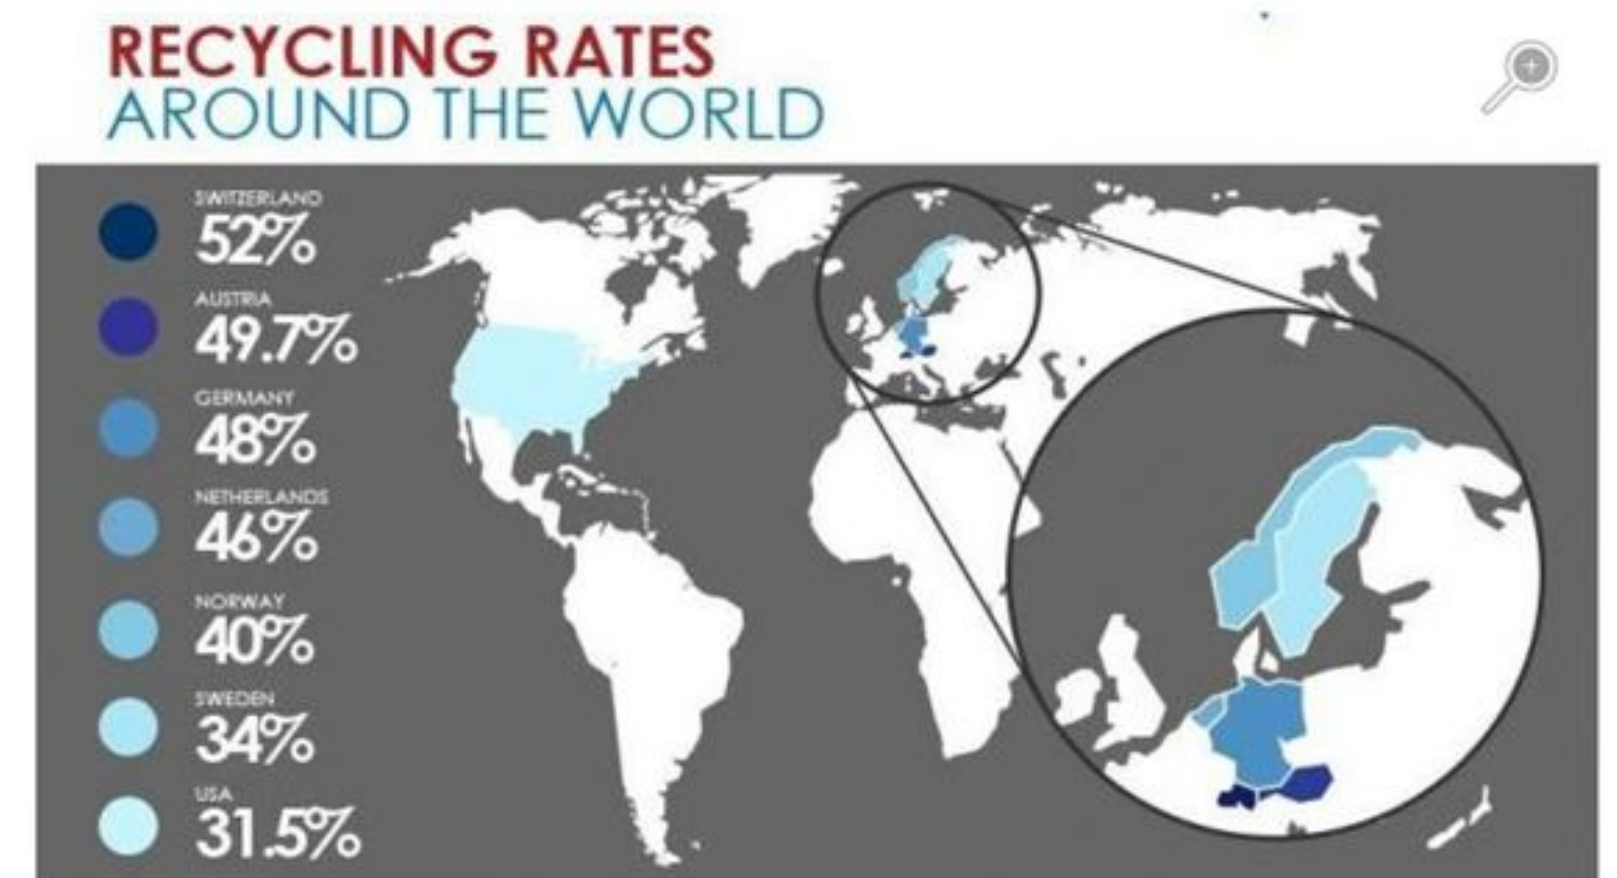 RECYCLING RATES
AROUND THE WORLD
SWITZERLAND
52%
AUSTRIA
49.7%
GERMANY
48%
NETHERLANDS
46%
NORWAY
40%
SWEDEN
34%
USA
31.5%